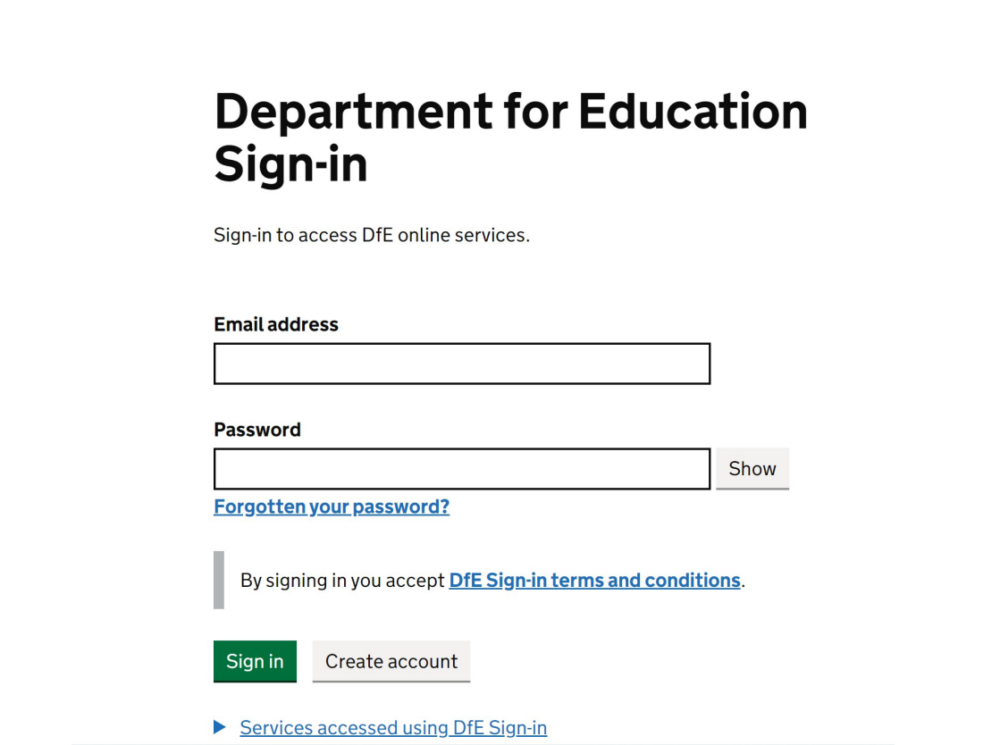 Department for Education
Sign-in
Sign-in to access DfE online services.
Email address
Password
Show
Forgotten your password?
By signing in you accept DfE Sign-in terms and conditions.
Sign in
Create account
Services accessed using DfE Sign-in